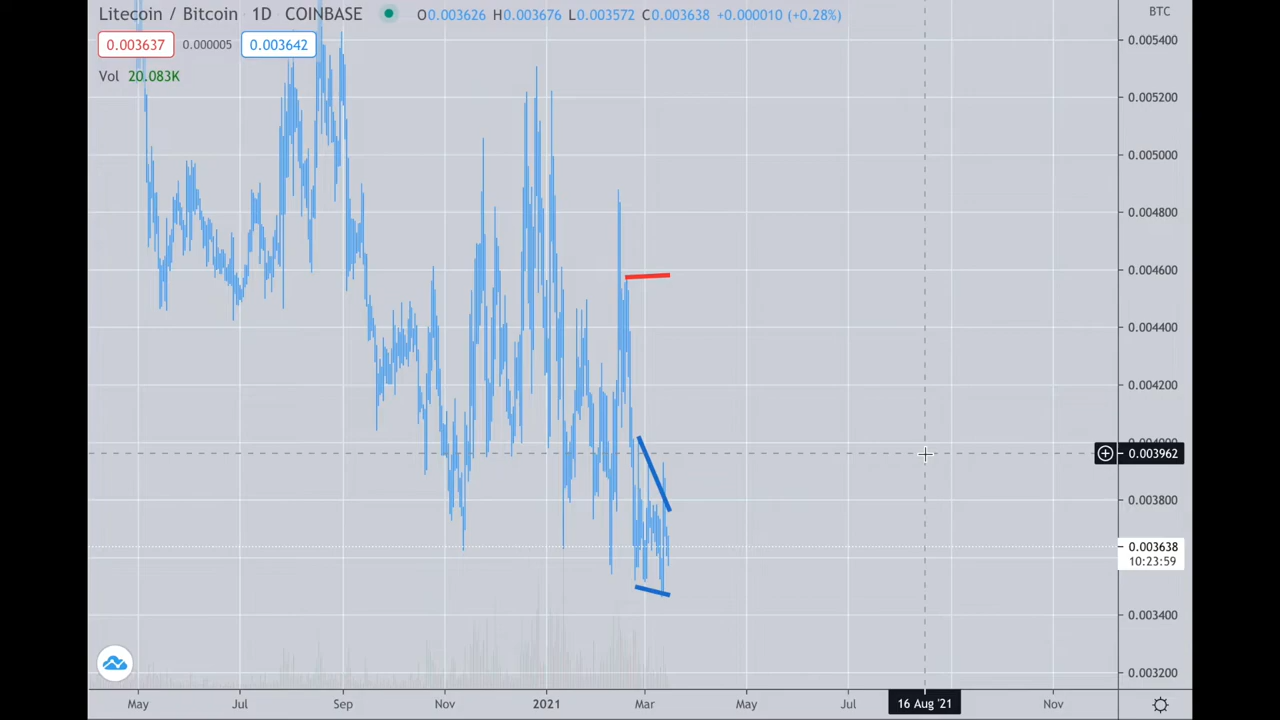 Litecoin / Bitcoin 1D COINBASE O0.003626 H0.003676 L0.003572 C0.003638 +0.000010 (+0.28%)
0.003637 0.000005 0.003642
Vol 20.083K
BTC
0.005400
0.005200
0.005000
0.004800
0.004600
0.004400
0.004200
0.004000
0.003962
0.003800
0.003638
10:23:59
0.003400
0.003200
May Jul Sep Nov 2021 Mar May Jul 16 Aug '21 Nov